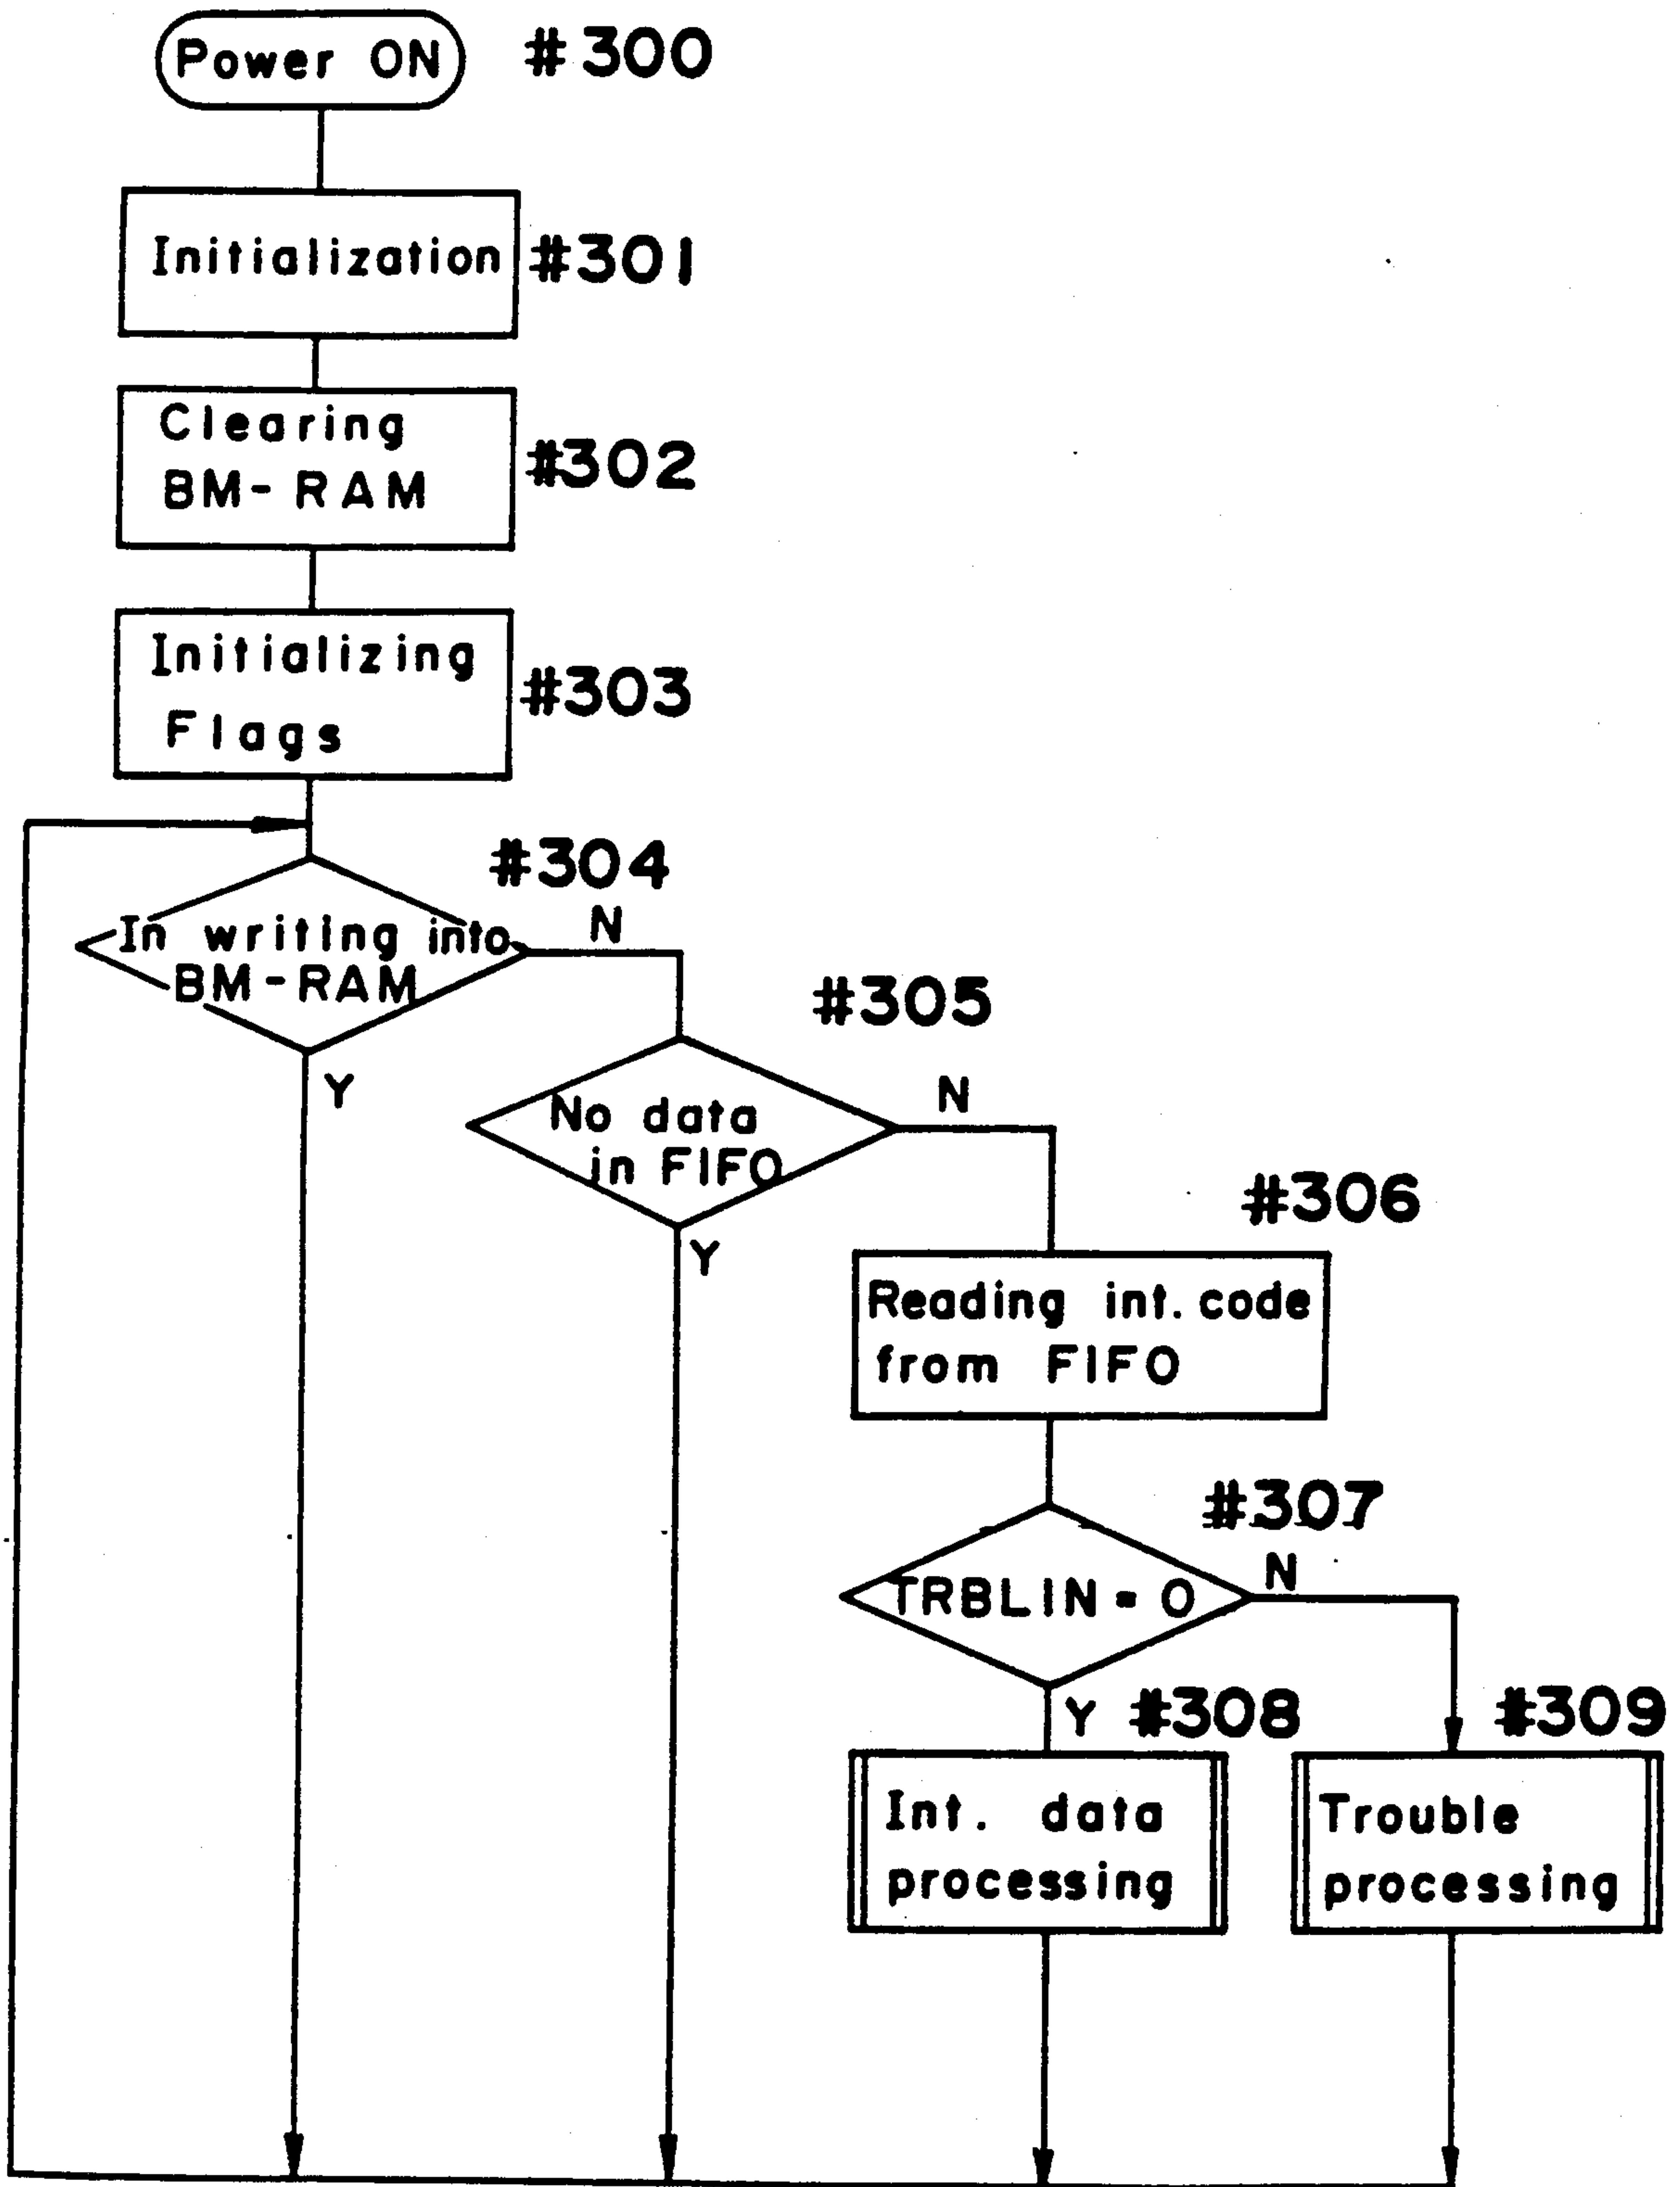 Power ON
#300
Initialization
#301
Clearing
BM-RAM
#302
Initializing
Flags
#303
#304
In writing into
BM-RAM
N
Y
#305
No data
in FIFO
N
Y
#306
Reading int. code
from FIFO
#307
TRBLIN = 0
N
Y
#308
#309
Int. data
processing
Trouble
processing